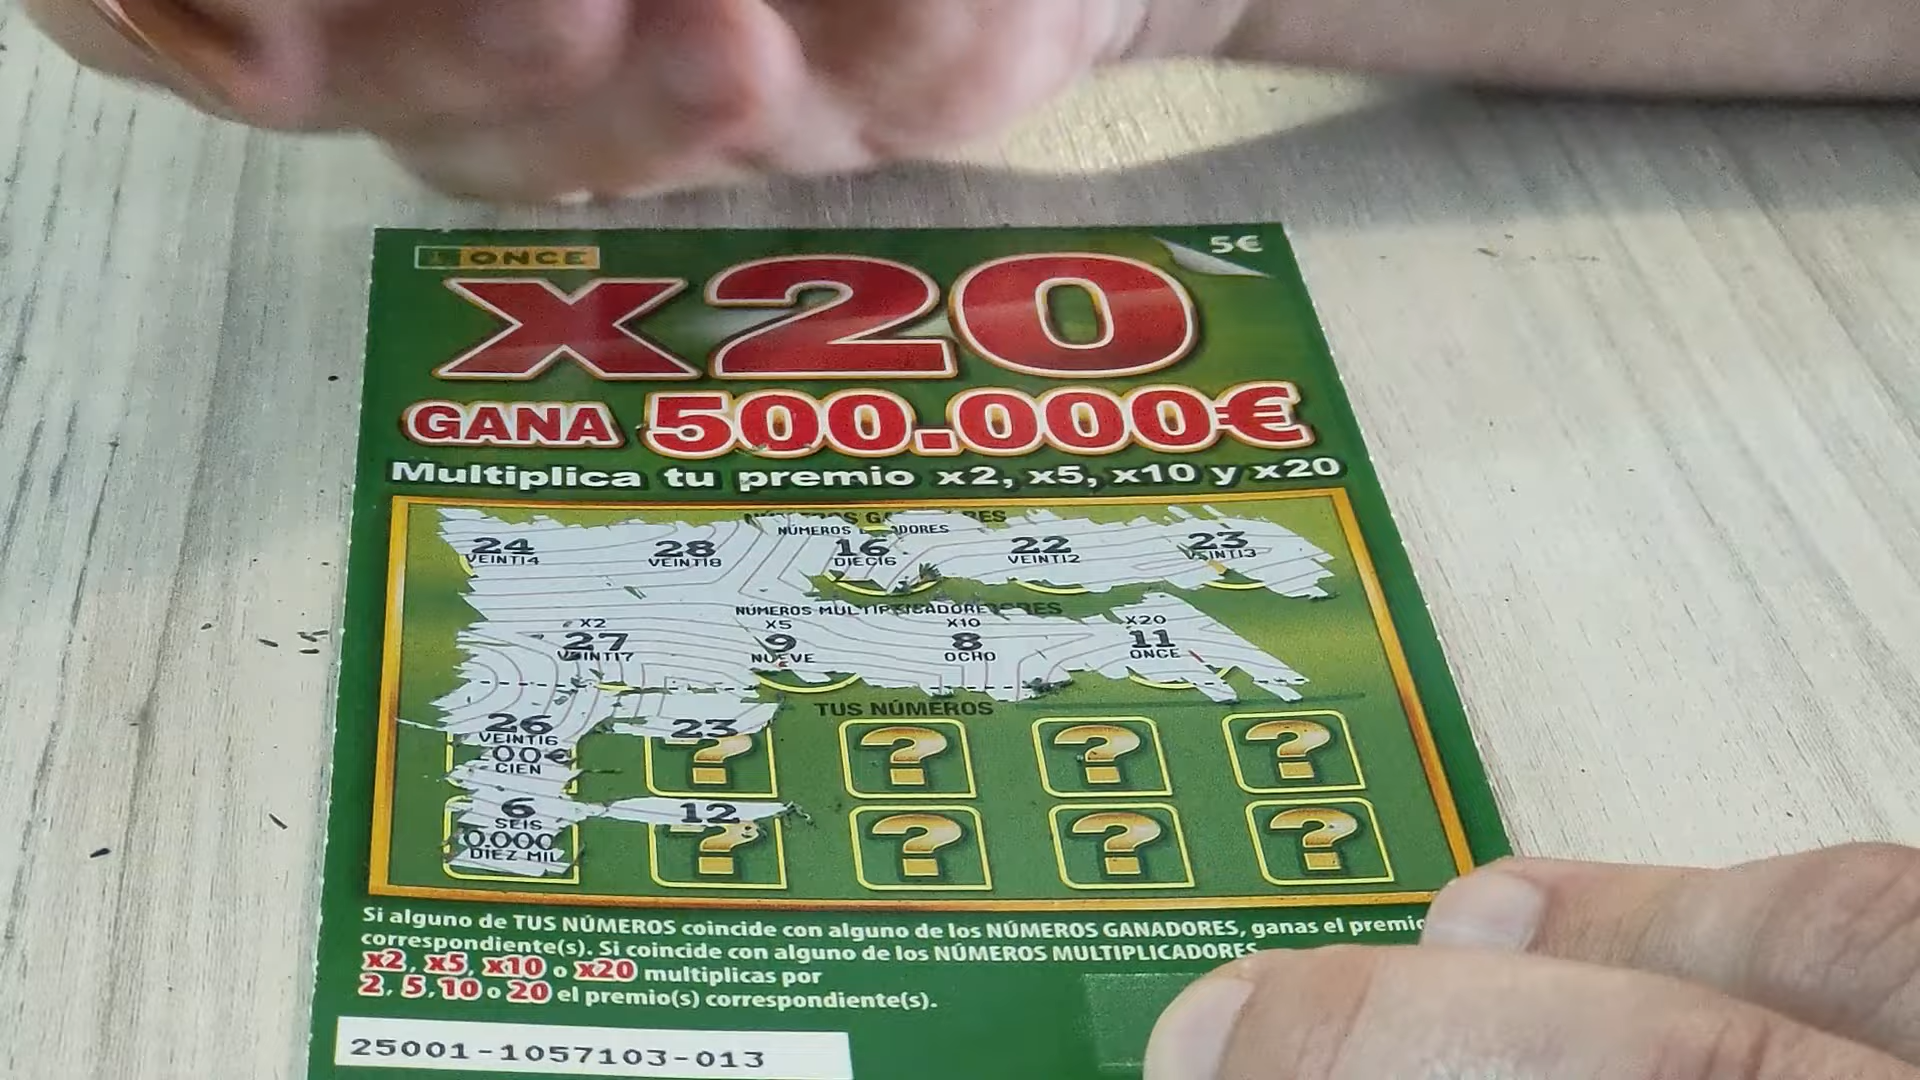 ONCE
5€
x20
GANA 500.000€
Multiplica tu premio x2, x5, x10 y x20
NÚMEROS
24 28 16 22 23
VEINTI4 VEINTI8 DIECI6 VEINTI2 VEINTI3
NÚMEROS
X2 X5 X10 X20
27 9 8 11
VEINTI7 NUEVE OCHO ONCE
TUS NÚMEROS
26 23 ? ? ?
VEINTI6 ?
00€
CIEN
6 12 ? ? ?
SEIS ?
0.000
DIEZ MIL
Si alguno de TUS NÚMEROS coincide con alguno de los NÚMEROS GANADORES, ganas el premio
correspondiente(s). Si coincide con alguno de los NÚMEROS MULTIPLICADORES
x2, x5, x10 o x20 multiplicas por
2, 5, 10 o 20 el premio(s) correspondiente(s).
25001-1057103-013